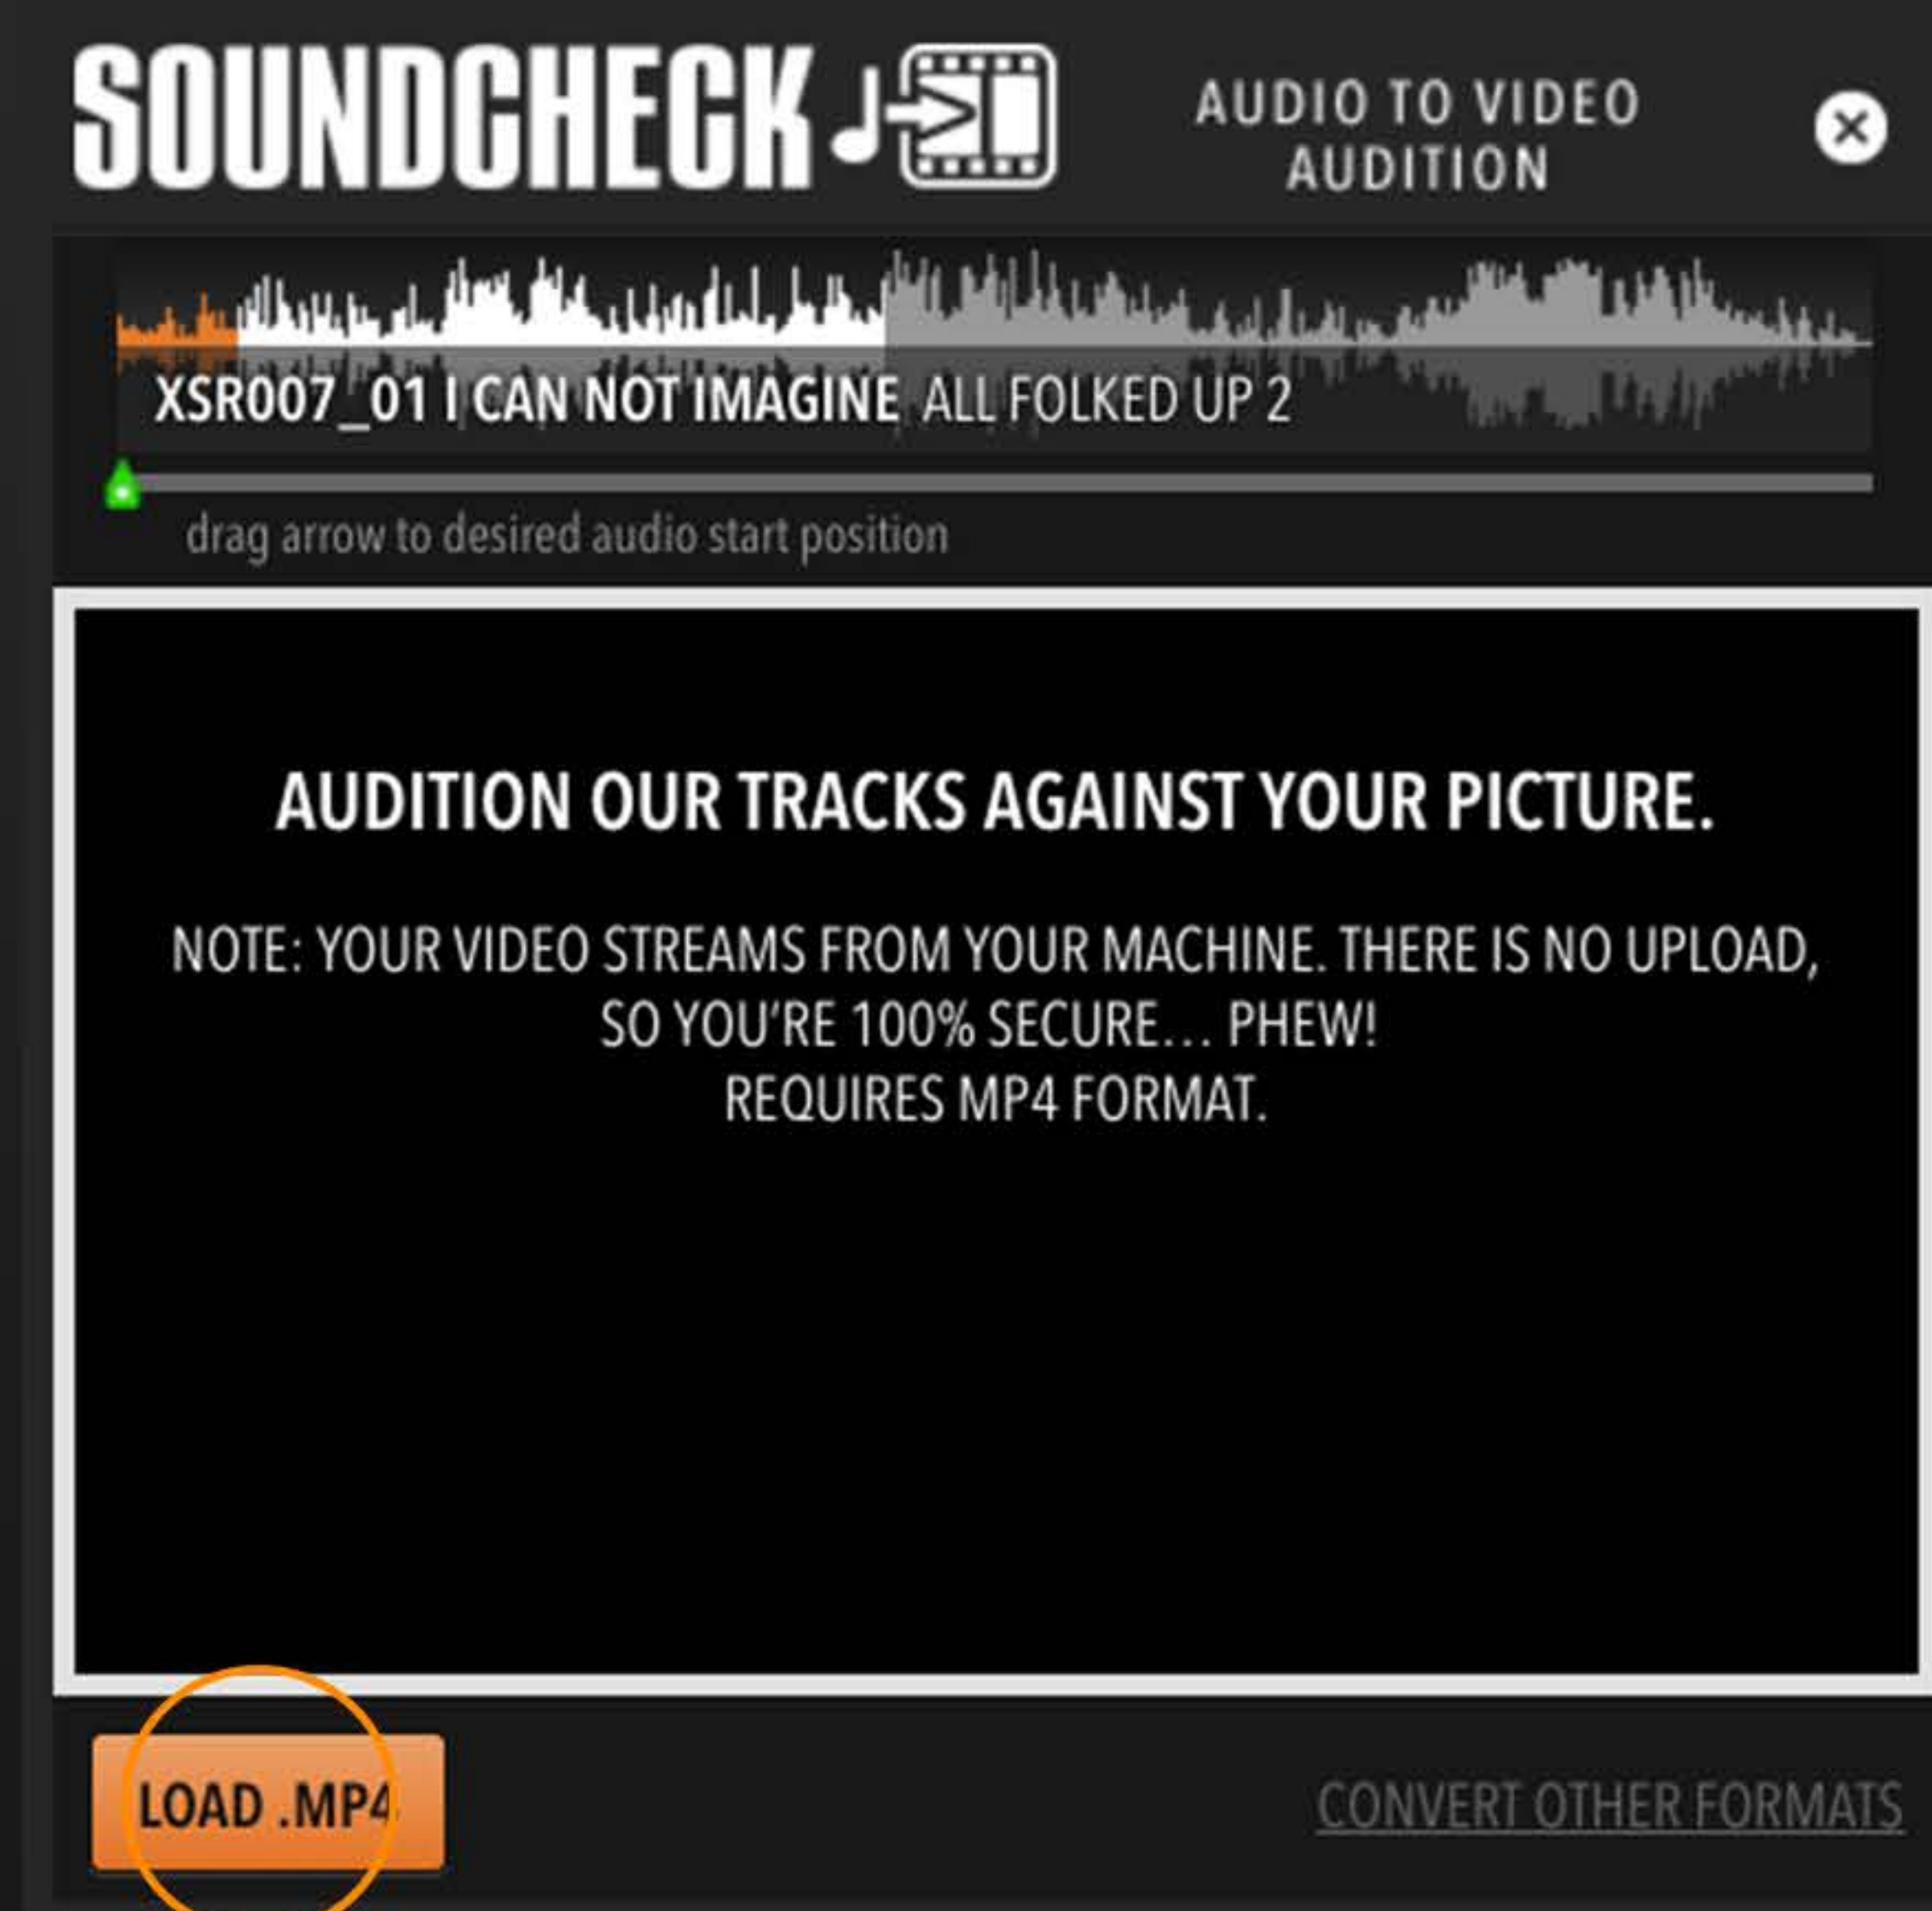 SOUNDCHECK
AUDIO TO VIDEO
AUDITION
XSR007_01 I CAN NOT IMAGINE ALL FOLKED UP 2
drag arrow to desired audio start position
AUDITION OUR TRACKS AGAINST YOUR PICTURE.
NOTE: YOUR VIDEO STREAMS FROM YOUR MACHINE. THERE IS NO UPLOAD,
SO YOU'RE 100% SECURE... PHEW!
REQUIRES MP4 FORMAT.
LOAD .MP4
CONVERT OTHER FORMATS